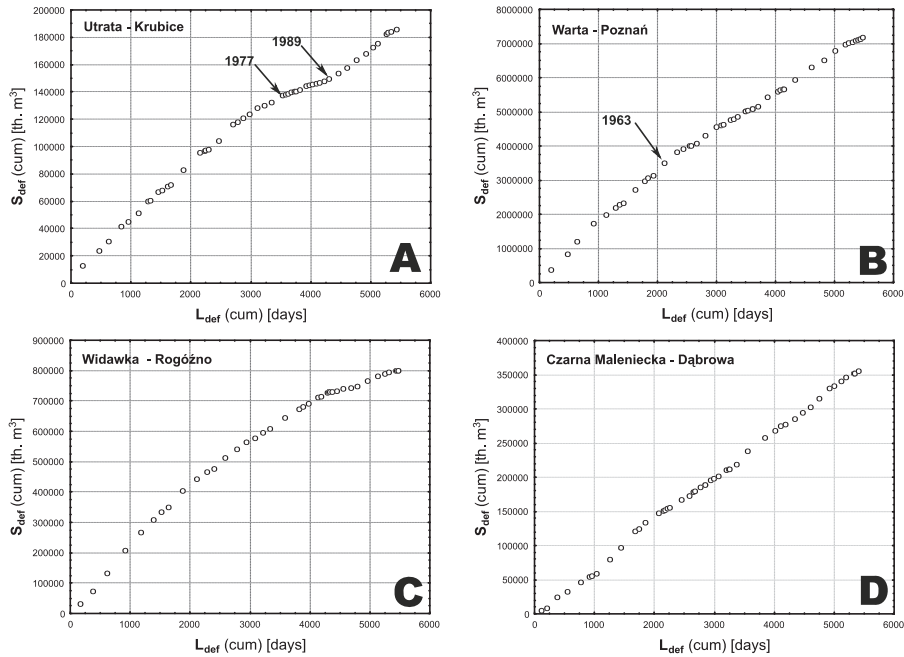 Utrata - Krubice
200000
180000
160000
140000
120000
100000
80000
60000
40000
20000
0
S_def (cum) [th. m³]
1977
1989
A
0 1000 2000 3000 4000 5000 6000
L_def (cum) [days]
Warta - Poznań
8000000
7000000
6000000
5000000
4000000
3000000
2000000
1000000
0
S_def (cum) [th. m³]
1963
B
0 1000 2000 3000 4000 5000 6000
L_def (cum) [days]
Widawka - Rogóźno
900000
800000
700000
600000
500000
400000
300000
200000
100000
0
S_def (cum) [th. m³]
C
0 1000 2000 3000 4000 5000 6000
L_def (cum) [days]
Czarna Maleniecka - Dąbrowa
400000
350000
300000
250000
200000
150000
100000
50000
0
S_def (cum) [th. m³]
D
0 1000 2000 3000 4000 5000 6000
L_def (cum) [days]